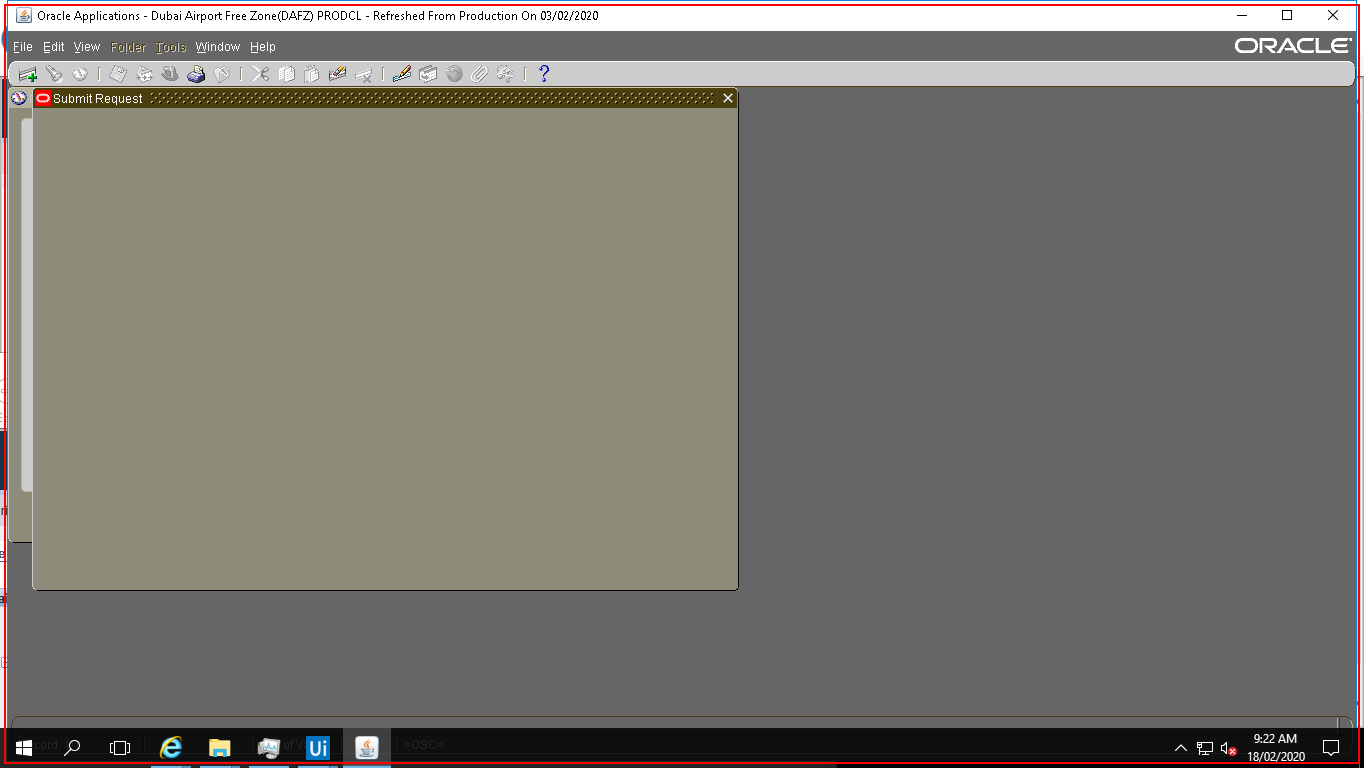 Oracle Applications - Dubai Airport Free Zone(DAFZ) PRODCL - Refreshed From Production On 03/02/2020
File Edit View Folder Tools Window Help
ORACLE
Submit Request
<OSC>
Ui
9:22 AM
18/02/2020